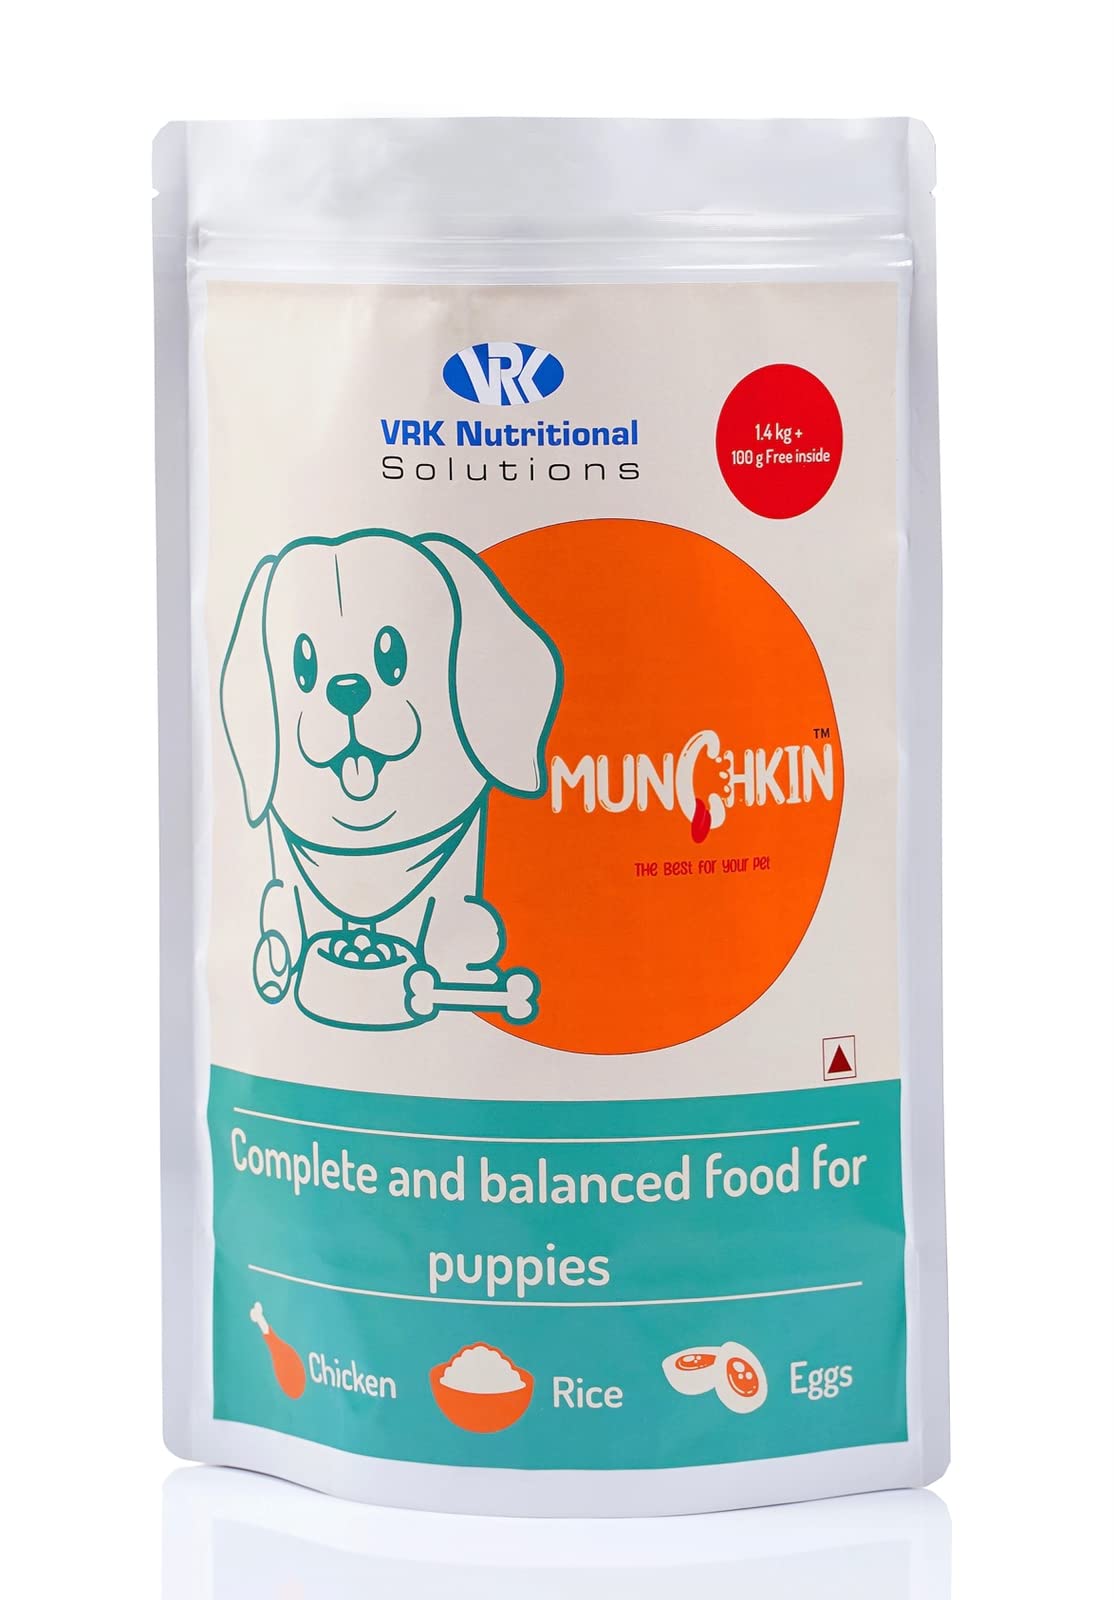 VRK
VRK Nutritional
Solutions
1.4 kg +
100 g Free inside
MUNCHKIN™
THE BEST FOR YOUR PET
Complete and balanced food for
puppies
Chicken
Rice
Eggs